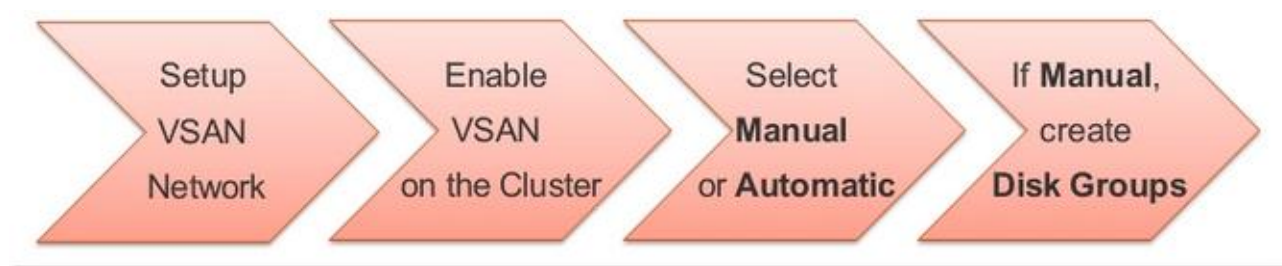 Setup
VSAN
Network
Enable
VSAN
on the Cluster
Select
Manual
or Automatic
If Manual,
create
Disk Groups